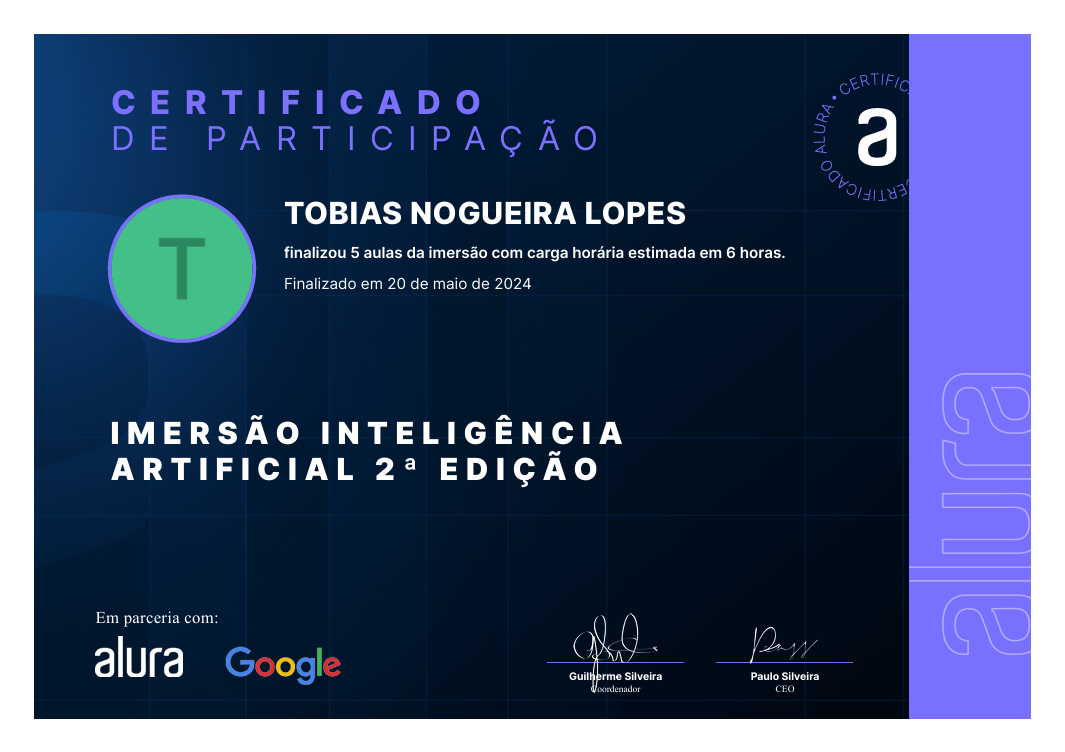 CERTIFICADO
DE PARTICIPAÇÃO
CERTIFICADO ALURA • CERTIFIC
a
T
TOBIAS NOGUEIRA LOPES
finalizou 5 aulas da imersão com carga horária estimada em 6 horas.
Finalizado em 20 de maio de 2024
IMERSÃO INTELIGÊNCIA
ARTIFICIAL 2ª EDIÇÃO
Em parceria com:
alura Google
Guilherme Silveira
Coordenador
Paulo Silveira
CEO
alura